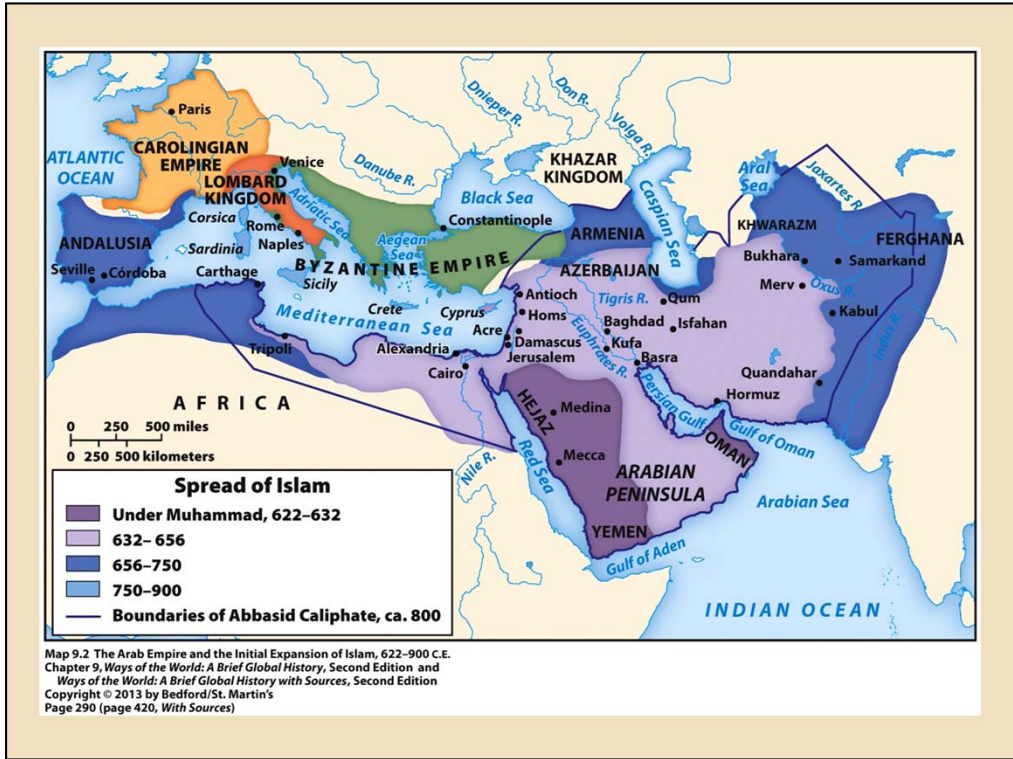 Paris
CAROLINGIAN
EMPIRE
ATLANTIC
OCEAN
Venice
LOMBARD
KINGDOM
Corsica
Adriatic Sea
Rome
Naples
Sardinia
ANDALUSIA
Seville
Córdoba
Carthage
Sicily
Danube R.
Dnieper R.
Don R.
Volga R.
KHAZAR
KINGDOM
Black Sea
Constantinople
Aegean
Sea
BYZANTINE EMPIRE
Crete
Cyprus
Mediterranean Sea
Caspian Sea
Aral
Sea
Jaxartes R.
ARMENIA
AZERBAIJAN
KHWARAZM
FERGHANA
Bukhara
Samarkand
Merv
Oxus R.
Kabul
Indus R.
Quandahar
Antioch
Homs
Acre
Damascus
Jerusalem
Tigris R.
Euphrates R.
Qum
Baghdad
Isfahan
Kufa
Basra
Tripoli
Alexandria
Cairo
AFRICA
Nile R.
HEJAZ
Medina
Mecca
Red Sea
Persian Gulf
Hormuz
Gulf of Oman
OMAN
ARABIAN
PENINSULA
YEMEN
Gulf of Aden
Arabian Sea
INDIAN OCEAN
0 250 500 miles
0 250 500 kilometers
Spread of Islam
Under Muhammad, 622–632
632– 656
656–750
750–900
Boundaries of Abbasid Caliphate, ca. 800
Map 9.2 The Arab Empire and the Initial Expansion of Islam, 622–900 C.E.
Chapter 9, Ways of the World: A Brief Global History, Second Edition and
Ways of the World: A Brief Global History with Sources, Second Edition
Copyright © 2013 by Bedford/St. Martin's
Page 290 (page 420, With Sources)